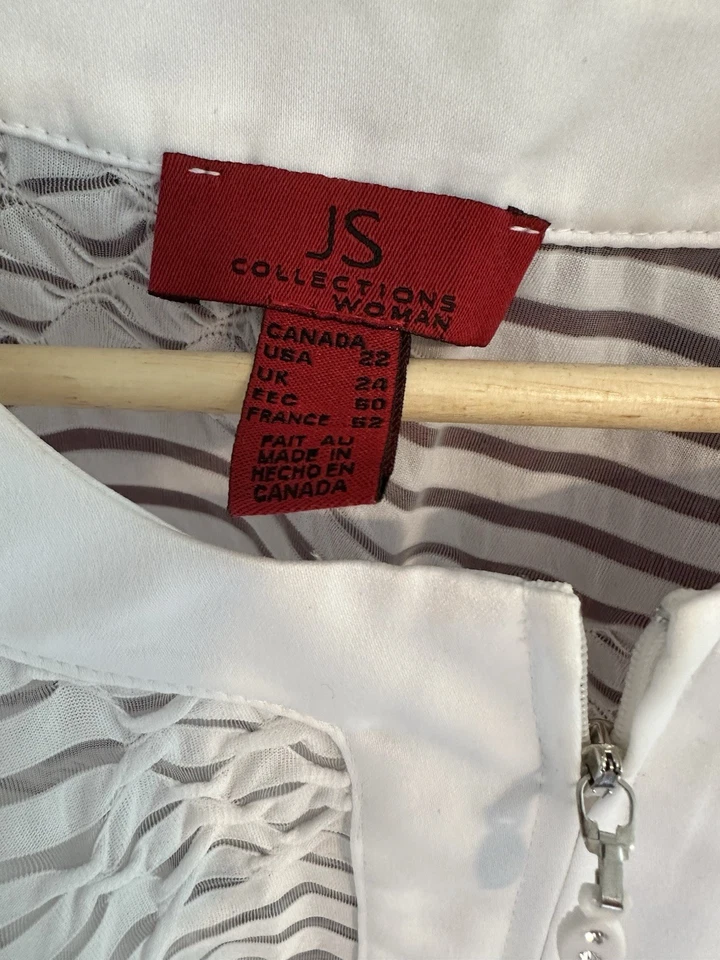 JS
COLLECTIONS
WOMAN
CANADA
USA 22
UK 24
EEC 50
FRANCE 52
FAIT AU
MADE IN
HECHO EN
CANADA